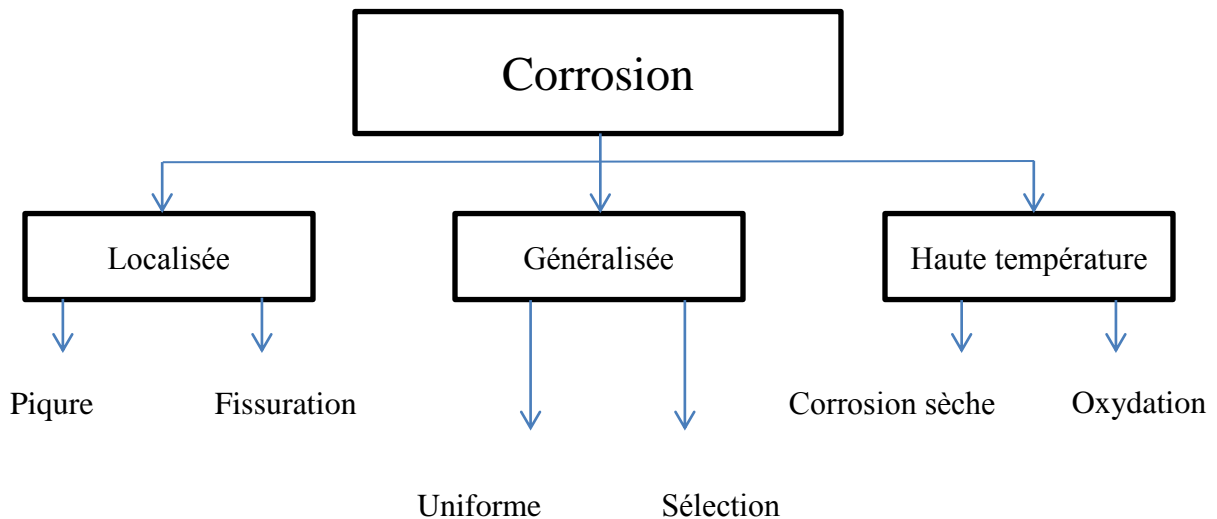 Corrosion
Localisée
Généralisée
Haute température
Piqure
Fissuration
Corrosion sèche
Oxydation
Uniforme
Sélection